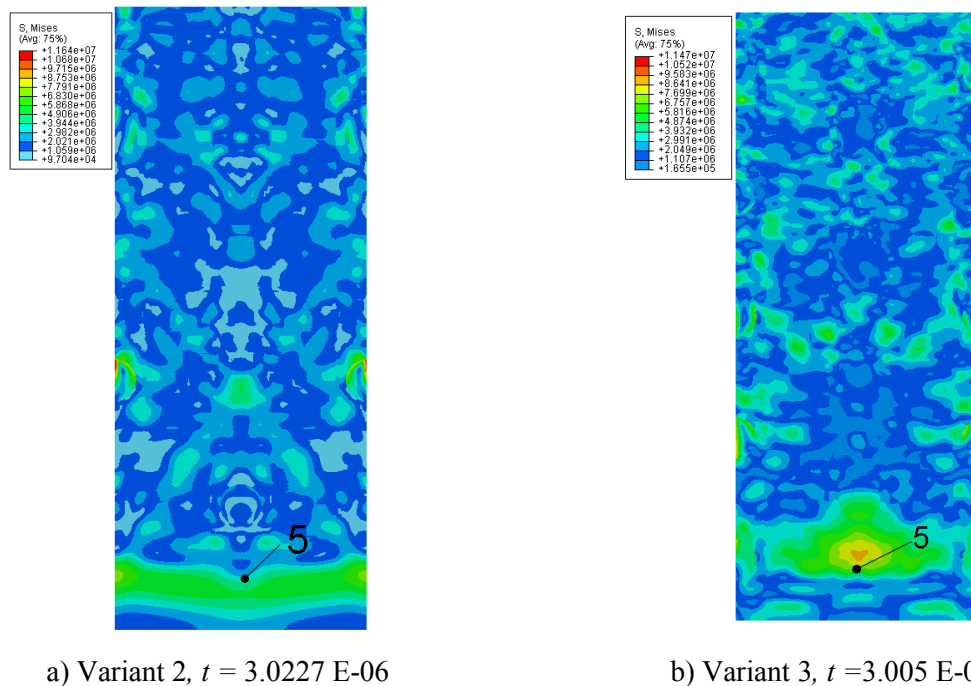 S, Mises
(Avg: 75%)
+1.164e+07
+1.068e+07
+9.715e+06
+8.753e+06
+7.791e+06
+6.830e+06
+5.868e+06
+4.906e+06
+3.944e+06
+2.982e+06
+2.021e+06
+1.059e+06
+9.704e+04
5
S, Mises
(Avg: 75%)
+1.147e+07
+1.052e+07
+9.583e+06
+8.641e+06
+7.699e+06
+6.757e+06
+5.816e+06
+4.874e+06
+3.932e+06
+2.991e+06
+2.049e+06
+1.107e+06
+1.655e+05
5
a) Variant 2, t = 3.0227 E-06
b) Variant 3, t =3.005 E-0